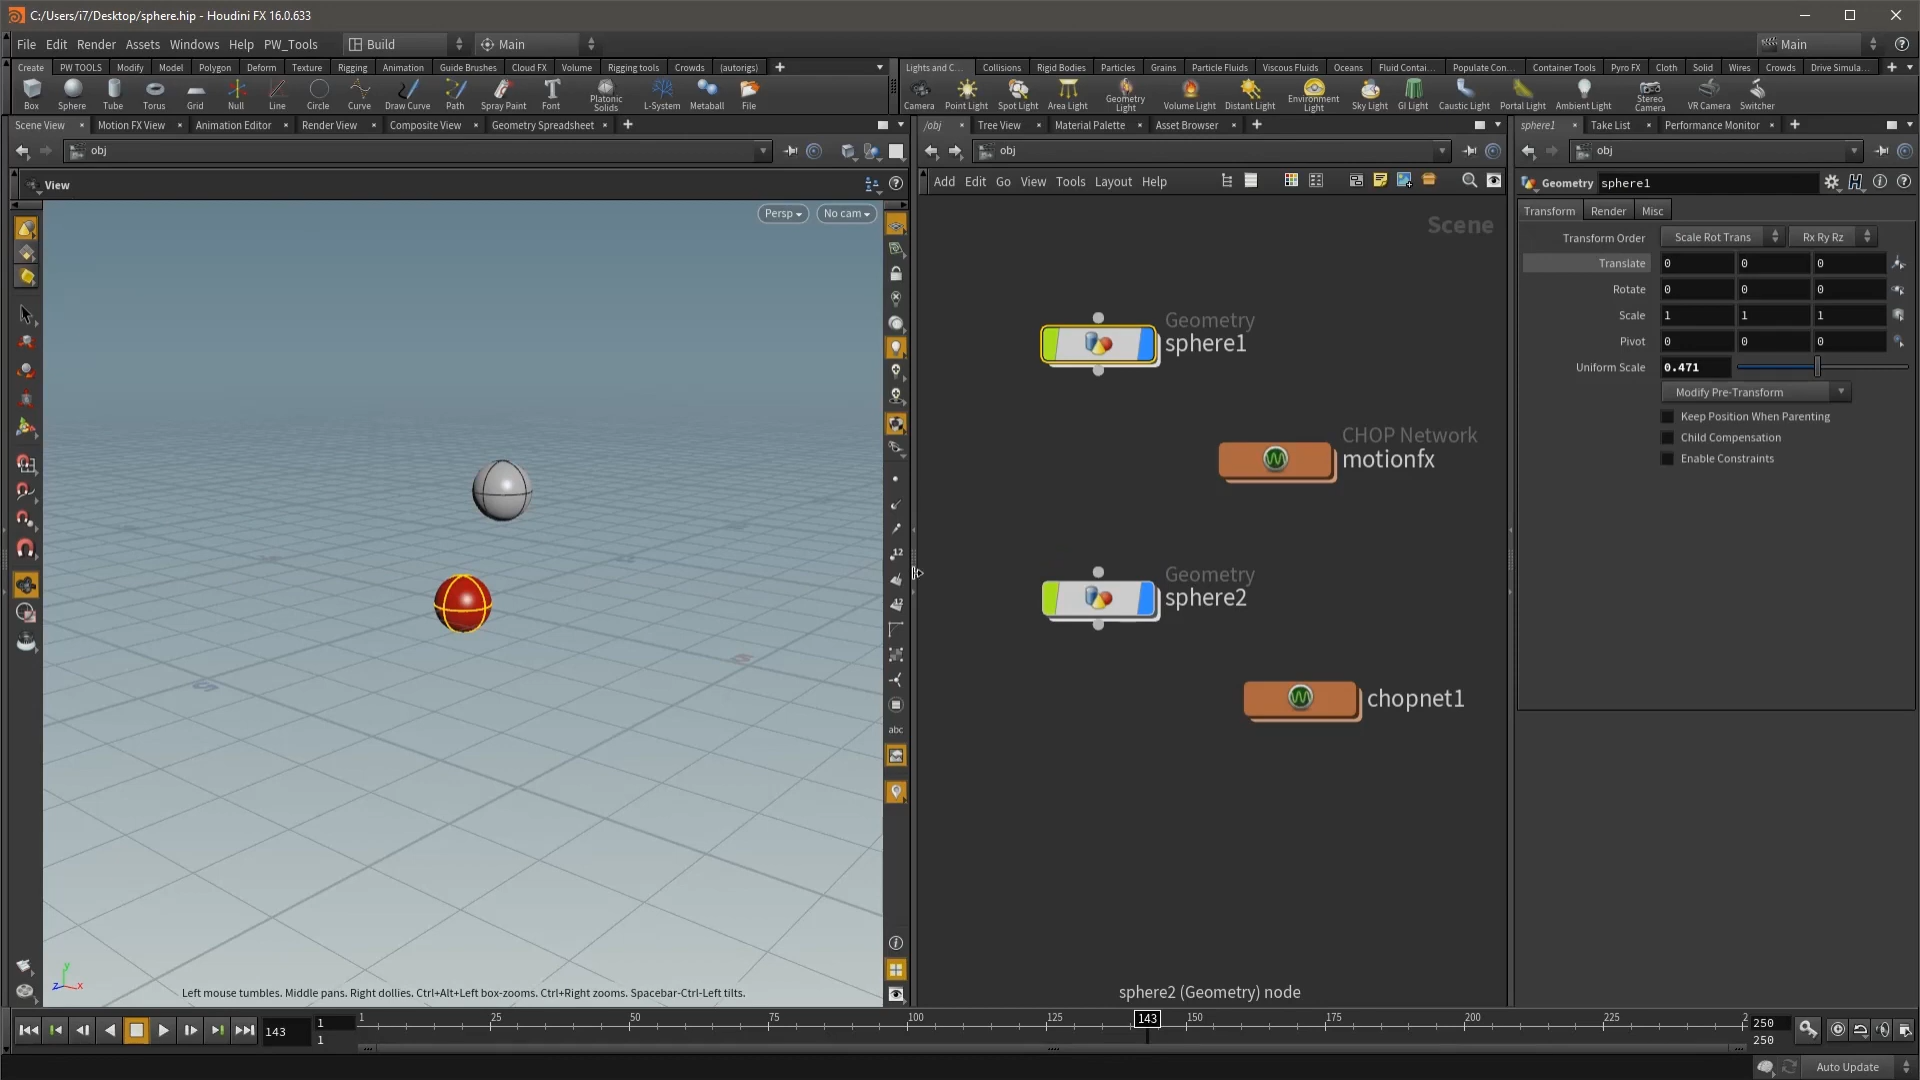 C:/Users/i7/Desktop/sphere.hip - Houdini FX 16.0.633
File Edit Render Assets Windows Help PW_Tools Build Main Main
Create PW TOOLS Modify Model Polygon Deform Texture Rigging Animation Guide Brushes Cloud FX Volume Rigging tools Crowds (autorigs)
Lights and C... Collisions Rigid Bodies Particles Grains Particle Fluids Viscous Fluids Oceans Fluid Contai... Populate Con... Container Tools Pyro FX Cloth Solid Wires Crowds Drive Simula...
Box Sphere Tube Torus Grid Null Line Circle Curve Draw Curve Path Spray Paint Font Platonic Solids L-System Metaball File
Camera Point Light Spot Light Area Light Geometry Light Volume Light Distant Light Environment Light Sky Light GI Light Caustic Light Portal Light Ambient Light Stereo Camera VR Camera Switcher
Scene View Motion FX View Animation Editor Render View Composite View Geometry Spreadsheet
/obj Tree View Material Palette Asset Browser
sphere1 Take List Performance Monitor
obj
obj
obj
View
Add Edit Go View Tools Layout Help
Geometry sphere1
Transform Render Misc
Persp No cam
Scene
Transform Order Scale Rot Trans Rx Ry Rz
Translate 0 0 0
Rotate 0 0 0
Scale 1 1 1
Pivot 0 0 0
Uniform Scale 0.471
Modify Pre-Transform
Keep Position When Parenting
Child Compensation
Enable Constraints
Geometry
sphere1
CHOP Network
motionfx
Geometry
sphere2
chopnet1
12
12
abc
5
y
z x
Left mouse tumbles. Middle pans. Right dollies. Ctrl+Alt+Left box-zooms. Ctrl+Right zooms. Spacebar-Ctrl-Left tilts.
sphere2 (Geometry) node
143 1 1 25 50 75 100 125 143 150 175 200 225 2 250
1 250
Auto Update